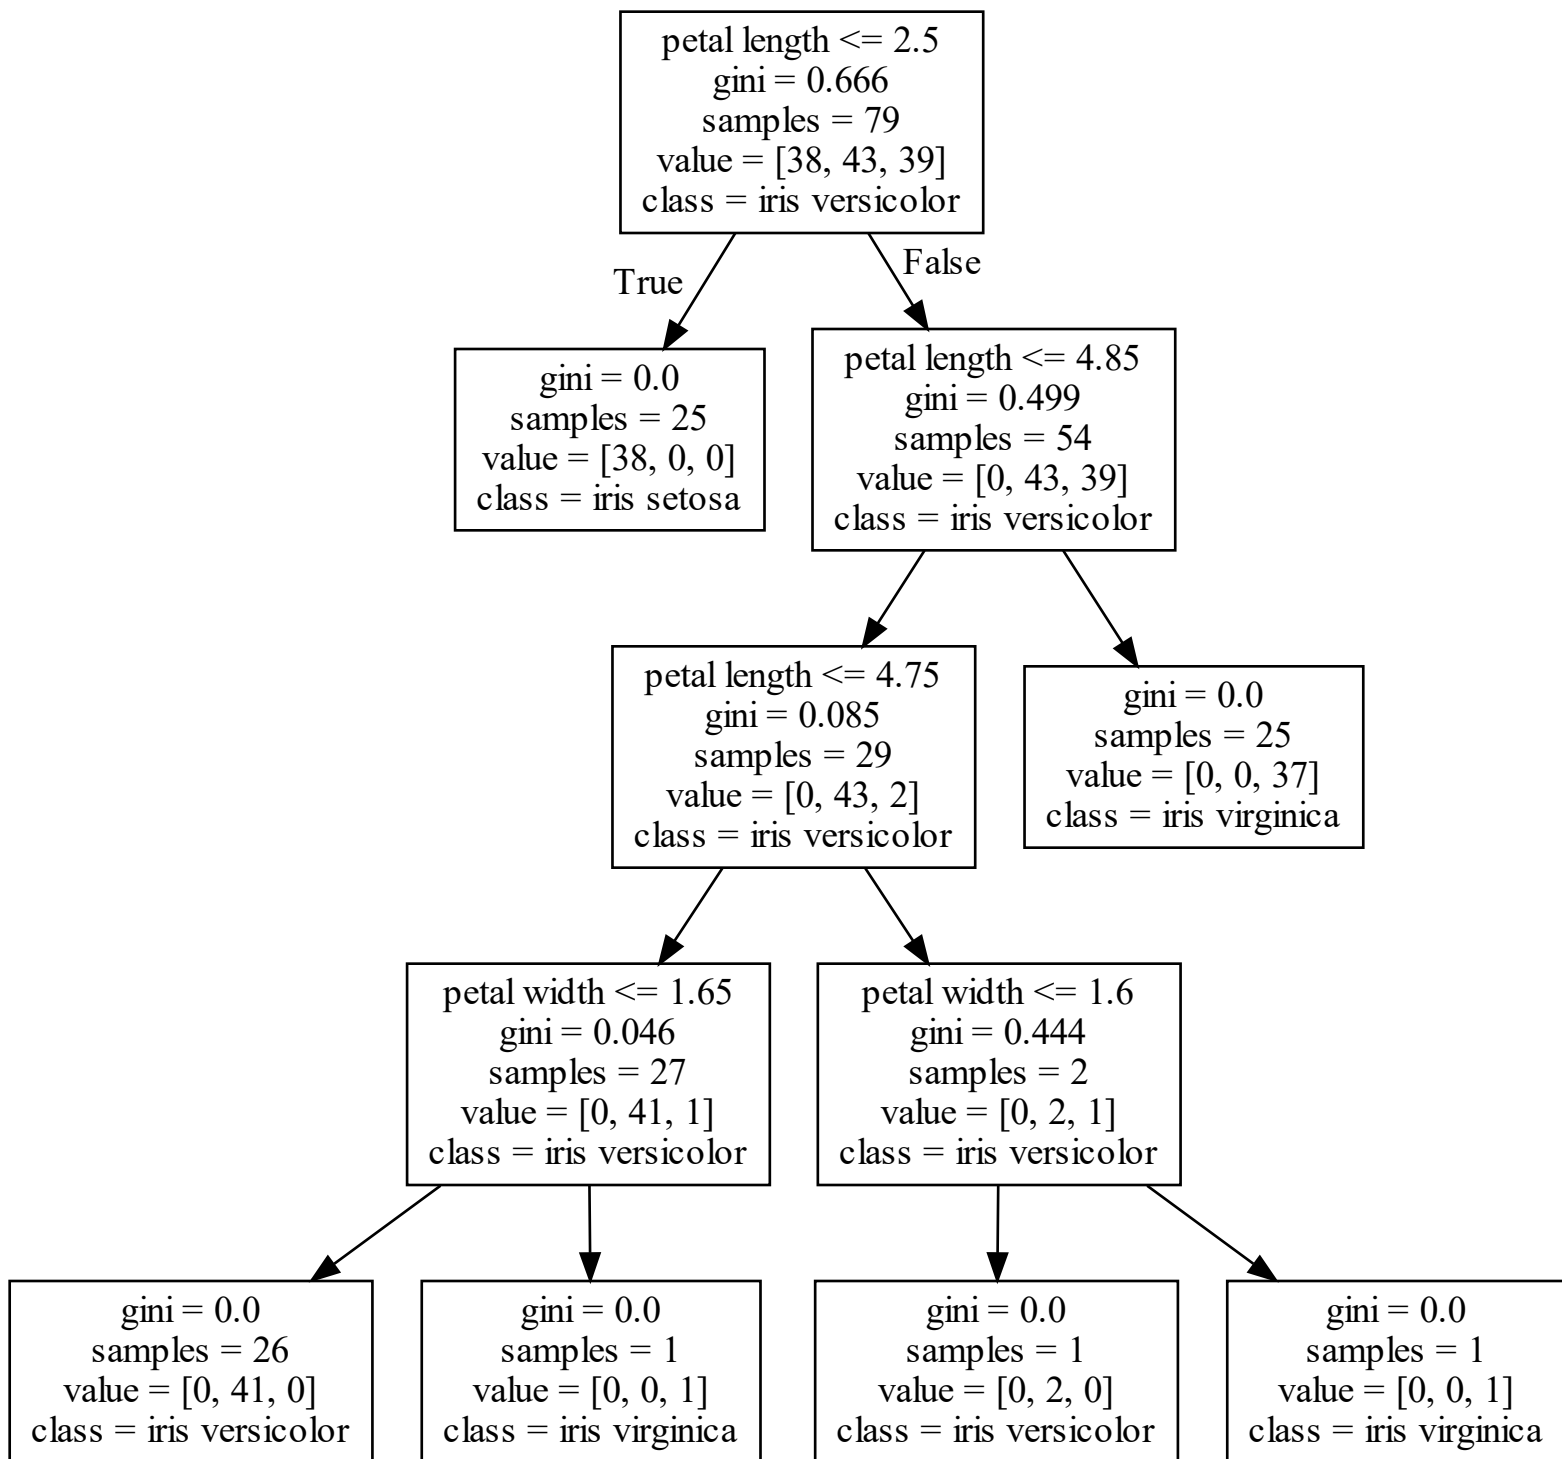 petal length <= 2.5
gini = 0.666
samples = 79
value = [38, 43, 39]
class = iris versicolor
True
False
gini = 0.0
samples = 25
value = [38, 0, 0]
class = iris setosa
petal length <= 4.85
gini = 0.499
samples = 54
value = [0, 43, 39]
class = iris versicolor
petal length <= 4.75
gini = 0.085
samples = 29
value = [0, 43, 2]
class = iris versicolor
gini = 0.0
samples = 25
value = [0, 0, 37]
class = iris virginica
petal width <= 1.65
gini = 0.046
samples = 27
value = [0, 41, 1]
class = iris versicolor
petal width <= 1.6
gini = 0.444
samples = 2
value = [0, 2, 1]
class = iris versicolor
gini = 0.0
samples = 26
value = [0, 41, 0]
class = iris versicolor
gini = 0.0
samples = 1
value = [0, 0, 1]
class = iris virginica
gini = 0.0
samples = 1
value = [0, 2, 0]
class = iris versicolor
gini = 0.0
samples = 1
value = [0, 0, 1]
class = iris virginica